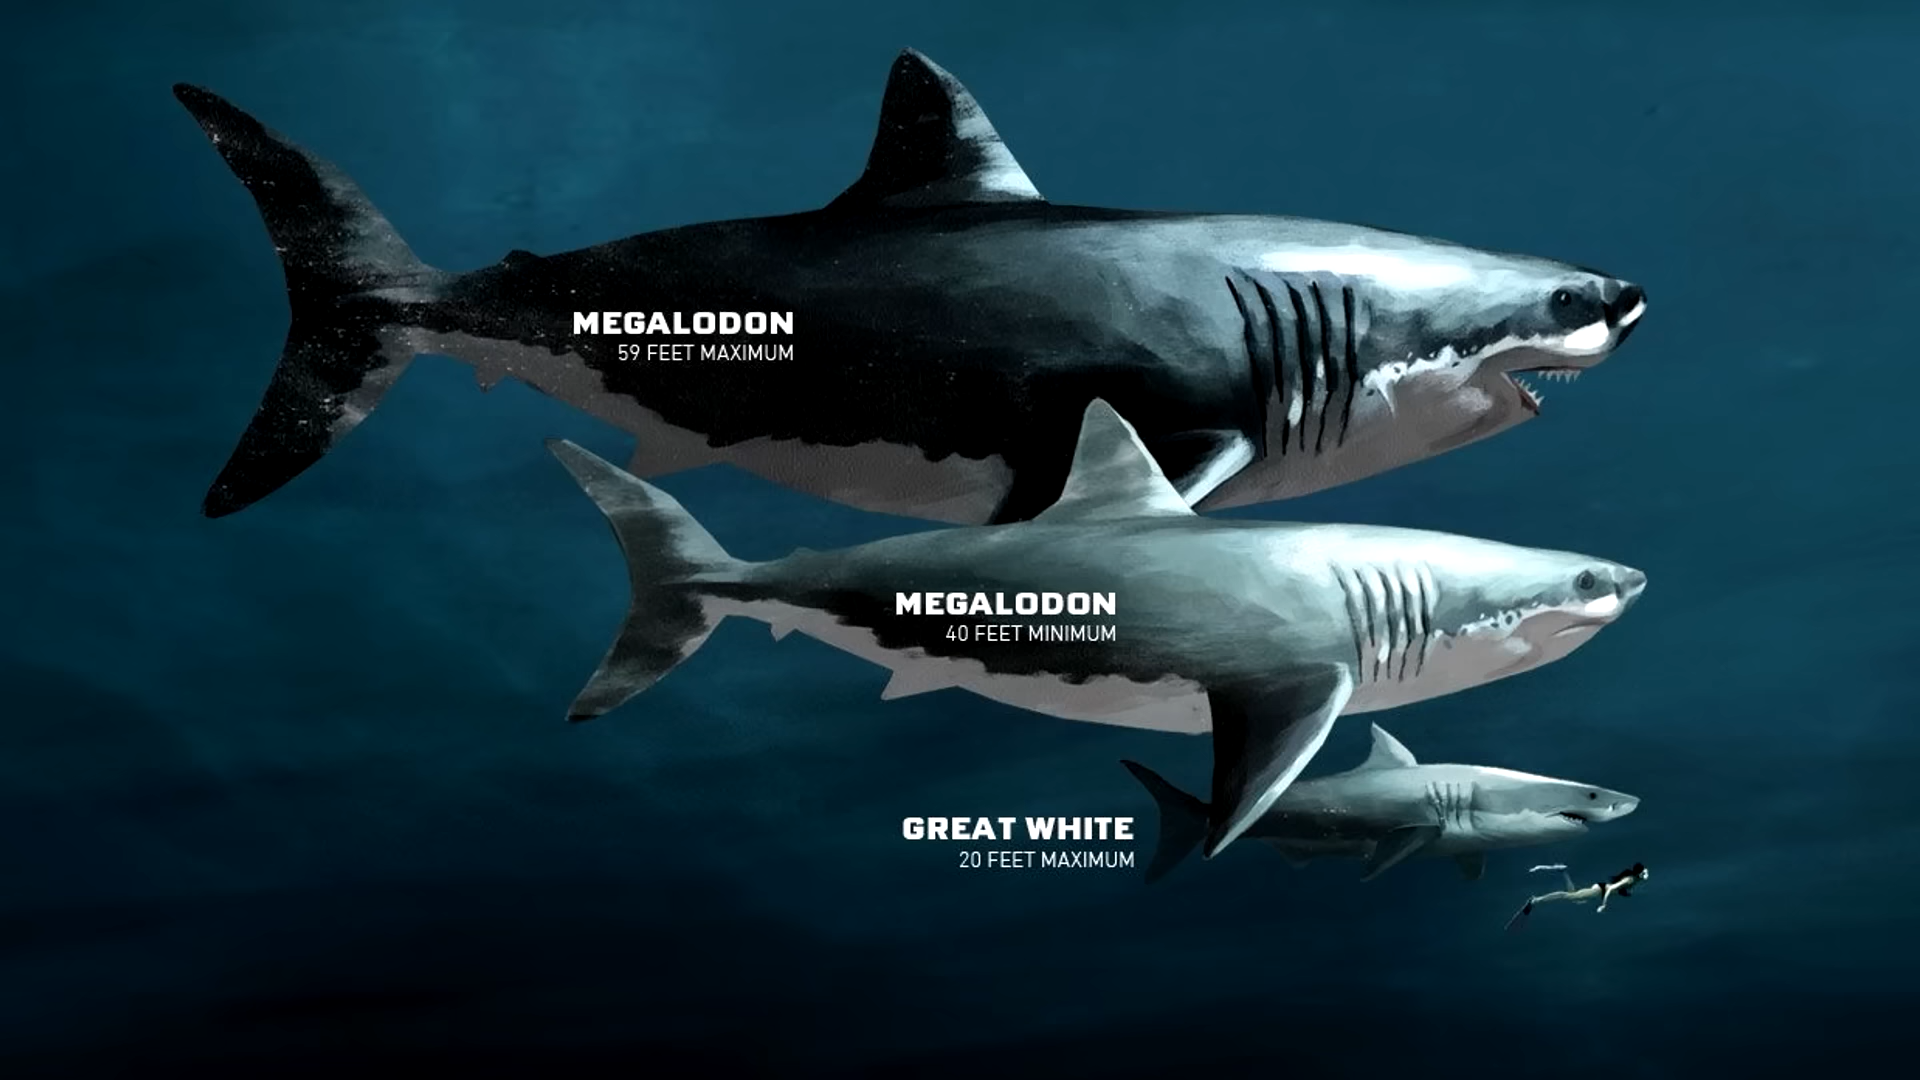 MEGALODON
59 FEET MAXIMUM
MEGALODON
40 FEET MINIMUM
GREAT WHITE
20 FEET MAXIMUM